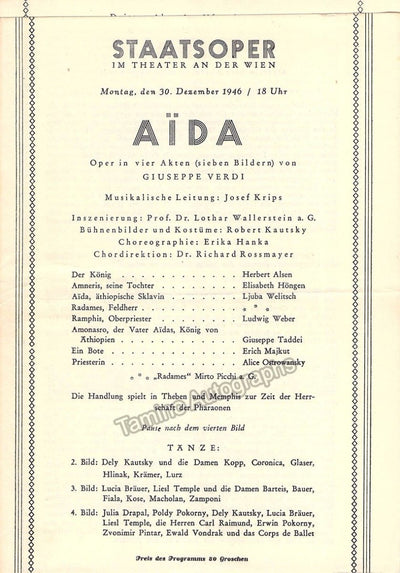 STAATSOPER
IM THEATER AN DER WIEN
Montag, den 30. Dezember 1946 / 18 Uhr
AÏDA
Oper in vier Akten (sieben Bildern) von
GIUSEPPE VERDI
Musikalische Leitung: Josef Krips
Inszenierung: Prof. Dr. Lothar Wallerstein a. G.
Bühnenbilder und Kostüme: Robert Kautsky
Choreographie: Erika Hanka
Chordirektion: Dr. Richard Rossmayer
Der König . . . . . . . . . . . . Herbert Alsen
Amneris, seine Tochter . . . . . . . . Elisabeth Höngen
Aïda, äthiopische Sklavin . . . . . . . Ljuba Welitsch
Radames, Feldherr . . . . . . . . . . * * *
Ramphis, Oberpriester . . . . . . . . Ludwig Weber
Amonasro, der Vater Aïdas, König von
Äthiopien . . . . . . . . . . . . Giuseppe Taddei
Ein Bote . . . . . . . . . . . . Erich Majkut
Priesterin . . . . . . . . . . . . Alice Ostrowsky
* * * „Radames" Mirto Picchi a. G.
Die Handlung spielt in Theben und Memphis zur Zeit der Herr-
schaft der Pharaonen
Pause nach dem vierten Bild
TÄNZE:
2. Bild: Dely Kautsky und die Damen Kopp, Coronica, Glaser,
Hlinak, Krämer, Lurz
3. Bild: Lucia Bräuer, Liesl Temple und die Damen Barteis, Bauer,
Fiala, Kose, Macholan, Zamponi
4. Bild: Julia Drapal, Poldy Pokorny, Dely Kautsky, Lucia Bräuer,
Liesl Temple, die Herren Carl Raimund, Erwin Pokorny,
Zvonimir Pintar, Ewald Vondrak und das Corps de Ballet
Preis des Programms 80 Groschen
Tamino Autographs